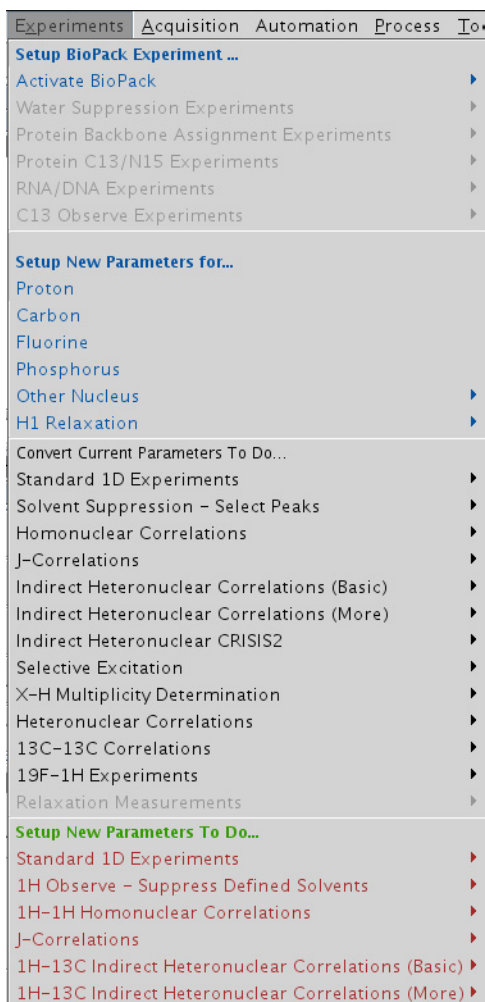 Experiments Acquisition Automation Process To
Setup BioPack Experiment ...
Activate BioPack
Water Suppression Experiments
Protein Backbone Assignment Experiments
Protein C13/N15 Experiments
RNA/DNA Experiments
C13 Observe Experiments
Setup New Parameters for...
Proton
Carbon
Fluorine
Phosphorus
Other Nucleus
H1 Relaxation
Convert Current Parameters To Do...
Standard 1D Experiments
Solvent Suppression – Select Peaks
Homonuclear Correlations
J–Correlations
Indirect Heteronuclear Correlations (Basic)
Indirect Heteronuclear Correlations (More)
Indirect Heteronuclear CRISIS2
Selective Excitation
X–H Multiplicity Determination
Heteronuclear Correlations
13C–13C Correlations
19F–1H Experiments
Relaxation Measurements
Setup New Parameters To Do...
Standard 1D Experiments
1H Observe – Suppress Defined Solvents
1H–1H Homonuclear Correlations
J–Correlations
1H–13C Indirect Heteronuclear Correlations (Basic)
1H–13C Indirect Heteronuclear Correlations (More)